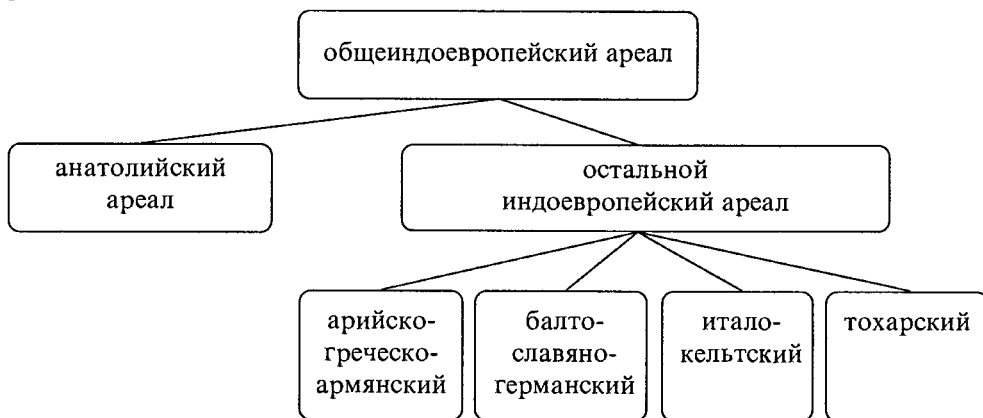 общеиндоевропейский ареал
анатолийский
ареал
остальной
индоевропейский ареал
арийско-
греческо-
армянский
балто-
славяно-
германский
итало-
кельтский
тохарский